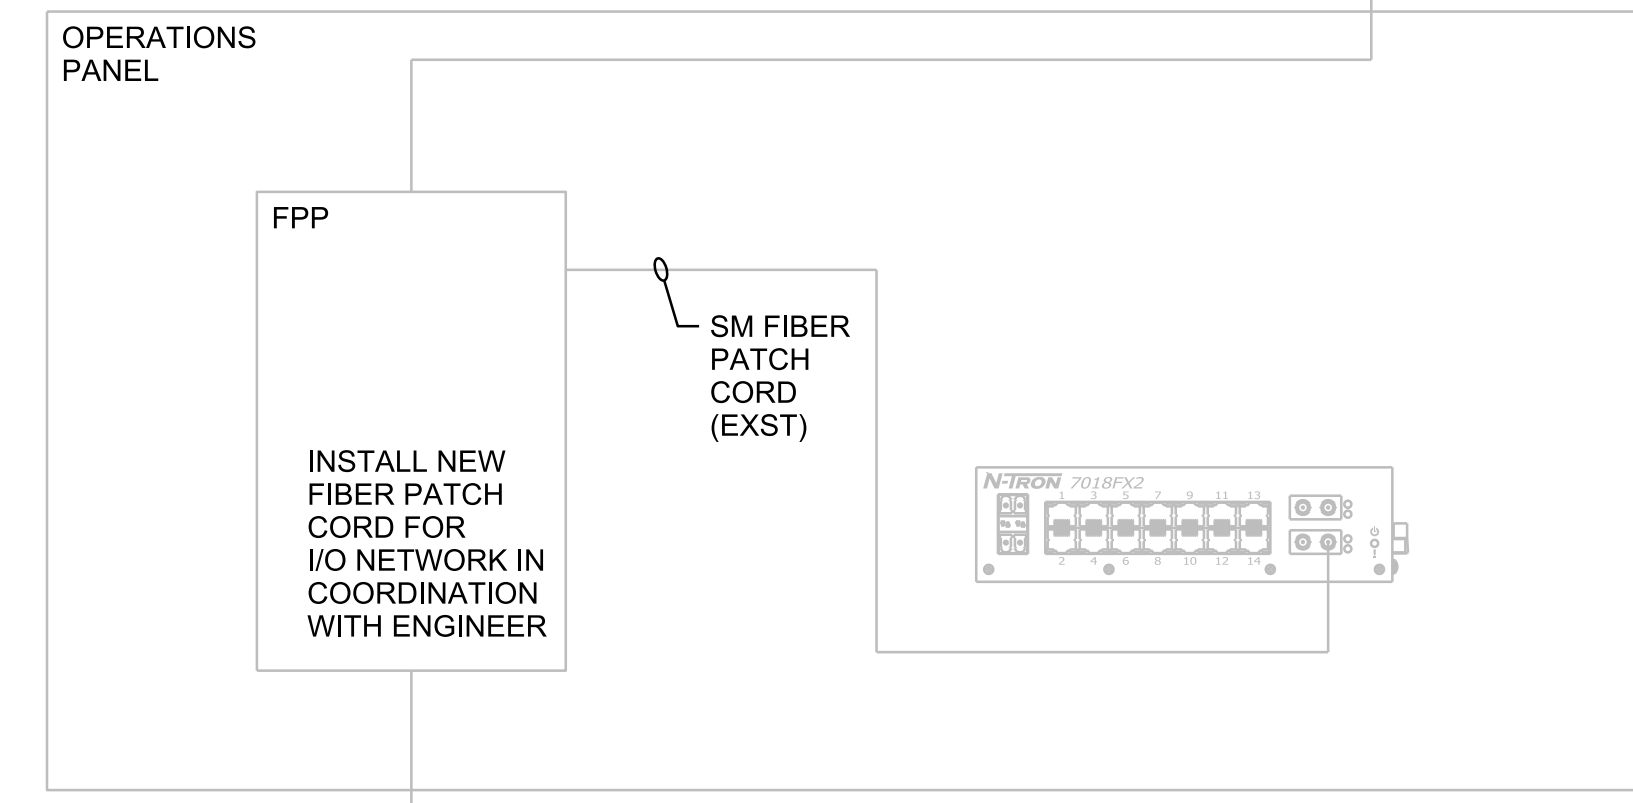 OPERATIONS
PANEL
FPP
SM FIBER
PATCH
CORD
(EXST)
INSTALL NEW
FIBER PATCH
CORD FOR
I/O NETWORK IN
COORDINATION
WITH ENGINEER
N-TRON 7018FX2
1 3 5 7 9 11 13
2 4 6 8 10 12 14
!